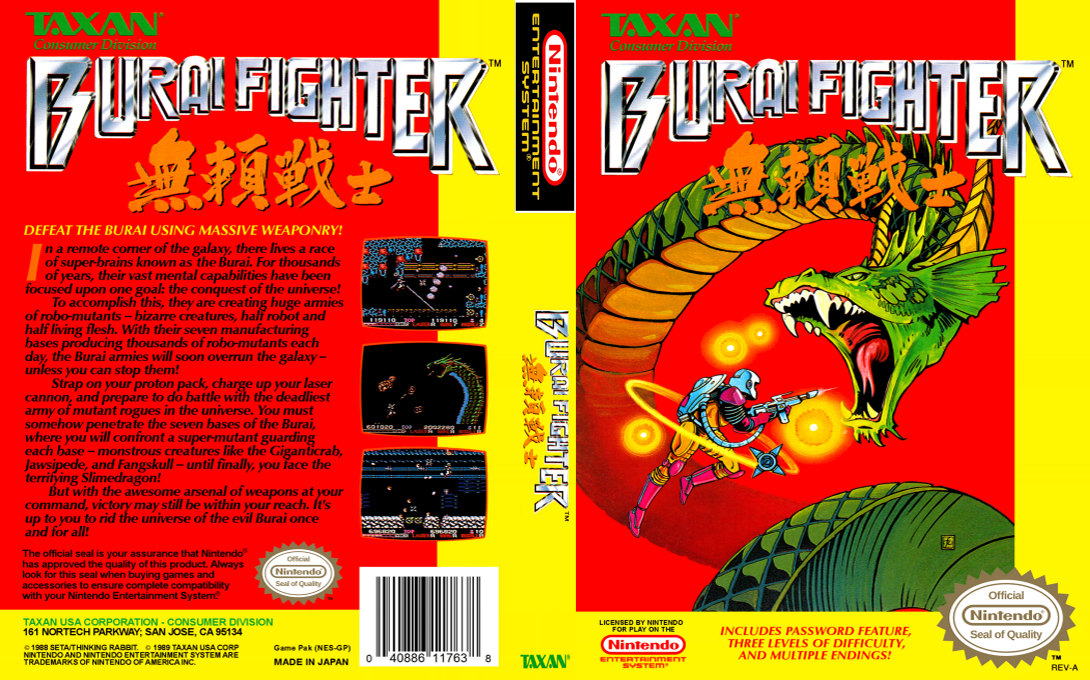 TAXAN®
Consumer Division
BURAI FIGHTER™
無頼戦士
DEFEAT THE BURAI USING MASSIVE WEAPONRY!
In a remote corner of the galaxy, there lives a race
of super-brains known as the Burai. For thousands
of years, their vast mental capabilities have been
focused upon one goal: the conquest of the universe!
To accomplish this, they are creating huge armies
of robo-mutants – bizarre creatures, half robot and
half living flesh. With their seven manufacturing
bases producing thousands of robo-mutants each
day, the Burai armies will soon overrun the galaxy –
unless you can stop them!
Strap on your proton pack, charge up your laser
cannon, and prepare to do battle with the deadliest
army of mutant rogues in the universe. You must
somehow penetrate the seven bases of the Burai,
where you will confront a super-mutant guarding
each base – monstrous creatures like the Giganticrab,
Jawsipede, and Fangskull – until finally, you face the
terrifying Slimedragon!
But with the awesome arsenal of weapons at your
command, victory may still be within your reach. It's
up to you to rid the universe of the evil Burai once
and for all!
The official seal is your assurance that Nintendo®
has approved the quality of this product. Always
look for this seal when buying games and
accessories to ensure complete compatibility
with your Nintendo Entertainment System.®
Official
Nintendo
Seal of Quality
TAXAN USA CORPORATION - CONSUMER DIVISION
161 NORTECH PARKWAY; SAN JOSE, CA 95134
© 1988 SETA/THINKING RABBIT. © 1989 TAXAN USA CORP
NINTENDO AND NINTENDO ENTERTAINMENT SYSTEM ARE
TRADEMARKS OF NINTENDO OF AMERICA INC.
Game Pak (NES-GP)
MADE IN JAPAN
0 40886 11763 8
Nintendo®
ENTERTAINMENT
SYSTEM®
BURAI FIGHTER™
無頼戦士
TAXAN®
TAXAN®
Consumer Division
BURAI FIGHTER™
無頼戦士
LICENSED BY NINTENDO
FOR PLAY ON THE
Nintendo
ENTERTAINMENT
SYSTEM®
INCLUDES PASSWORD FEATURE,
THREE LEVELS OF DIFFICULTY,
AND MULTIPLE ENDINGS!
Official
Nintendo
Seal of Quality
™
REV-A